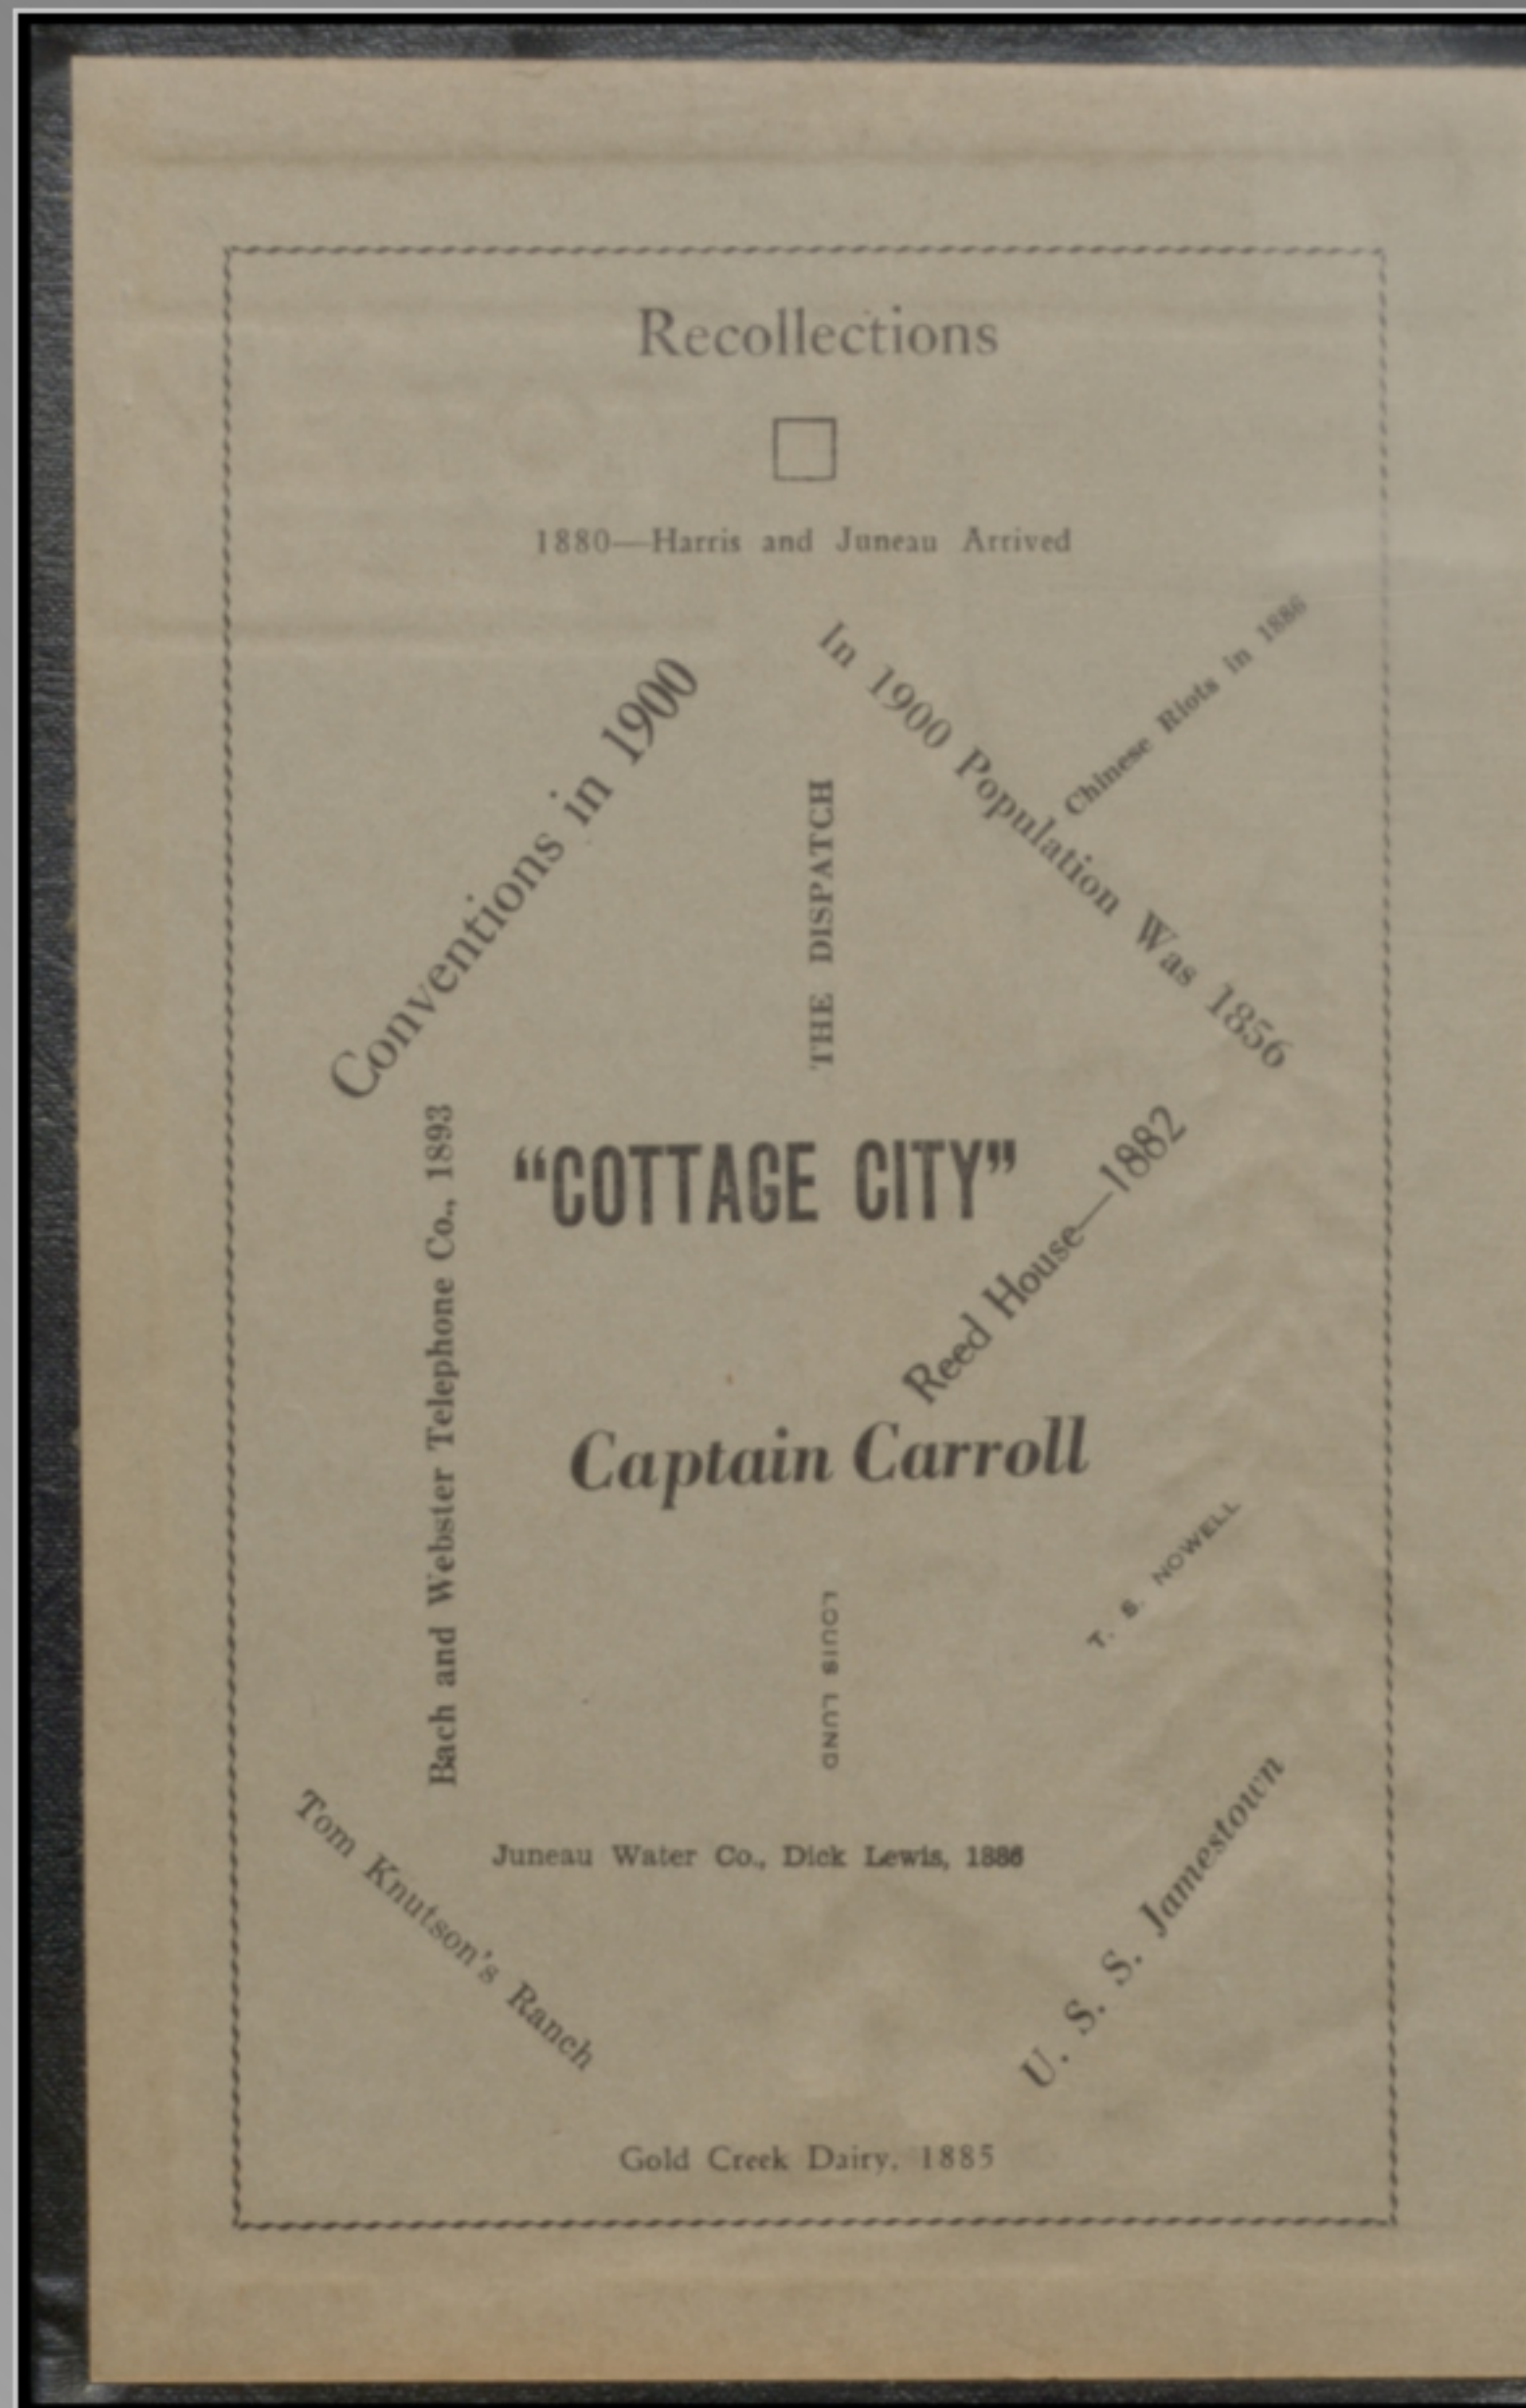 Recollections
1880—Harris and Juneau Arrived
Conventions in 1900
In 1900 Population Was 1856
Chinese Riots in 1886
THE DISPATCH
Bach and Webster Telephone Co., 1893
"COTTAGE CITY"
Reed House—1882
Captain Carroll
T. S. NOWELL
LOUIS LUND
Tom Knutson's Ranch
Juneau Water Co., Dick Lewis, 1886
U. S. S. Jamestown
Gold Creek Dairy, 1885